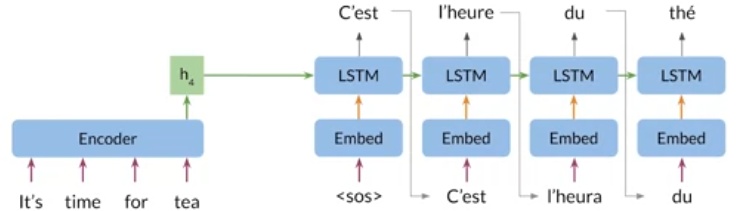 C'est l'heure du thé
h4 LSTM LSTM LSTM LSTM
Encoder Embed Embed Embed Embed
It's time for tea <sos> C'est l'heura du